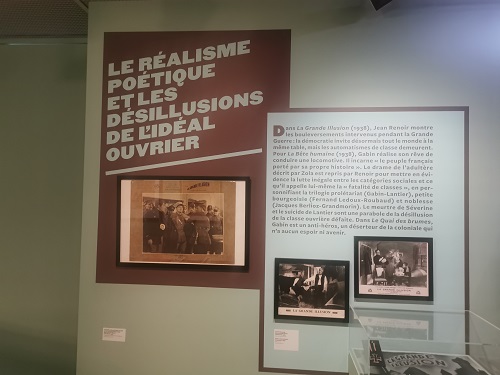 LE RÉALISME
POÉTIQUE
ET LES
DÉSILLUSIONS
DE L'IDÉAL
OUVRIER
Dans La Grande Illusion (1938), Jean Renoir montre
les bouleversements intervenus pendant la Grande
Guerre : la démocratie invite désormais tout le monde à la
même table, mais les automatismes de classe demeurent.
Pour La Bête humaine (1938), Gabin réalise son rêve de
conduire une locomotive. Il incarne « le peuple français
porté par sa propre histoire ». Le drame de l'adultère
décrit par Zola est repris par Renoir pour mettre en évi-
dence la lutte inégale entre les catégories sociales et ce
qu'il appelle lui-même la « fatalité de classes », en per-
sonnifiant la trilogie prolétariat (Gabin-Lantier), petite
bourgeoisie (Fernand Ledoux-Roubaud) et noblesse
(Jacques Berlioz-Grandmorin). Le meurtre de Séverine
et le suicide de Lantier sont une parabole de la désillusion
de la classe ouvrière défaite. Dans Le Quai des brumes,
Gabin est un anti-héros, un déserteur de la coloniale qui
n'a aucun espoir ni avenir.
LA GRANDE ILLUSION